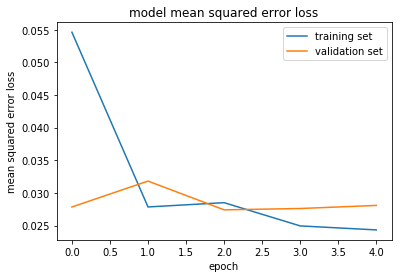 model mean squared error loss
training set
validation set
mean squared error loss
0.055
0.050
0.045
0.040
0.035
0.030
0.025
0.0 0.5 1.0 1.5 2.0 2.5 3.0 3.5 4.0
epoch